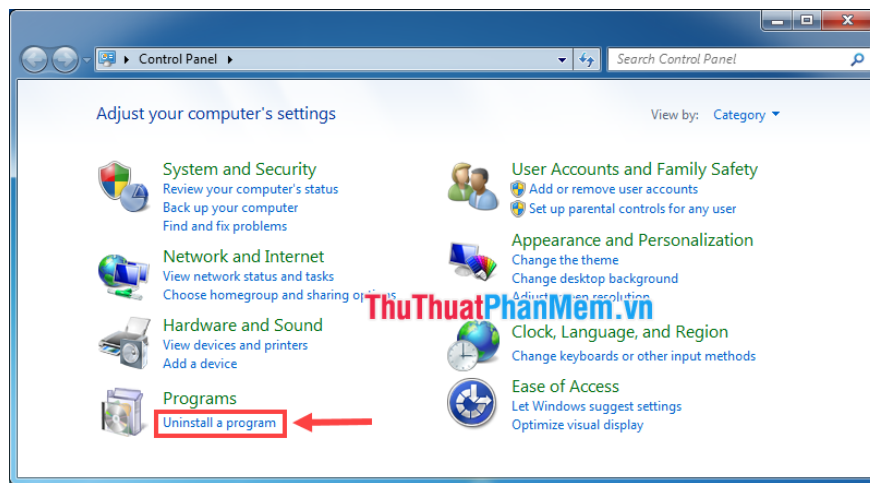 Control Panel
Search Control Panel
Adjust your computer's settings
View by: Category
System and Security
Review your computer's status
Back up your computer
Find and fix problems
Network and Internet
View network status and tasks
Choose homegroup and sharing options
Hardware and Sound
View devices and printers
Add a device
Programs
Uninstall a program
User Accounts and Family Safety
Add or remove user accounts
Set up parental controls for any user
Appearance and Personalization
Change the theme
Change desktop background
Adjust screen resolution
ThuThuatPhanMem.vn
Clock, Language, and Region
Change keyboards or other input methods
Ease of Access
Let Windows suggest settings
Optimize visual display